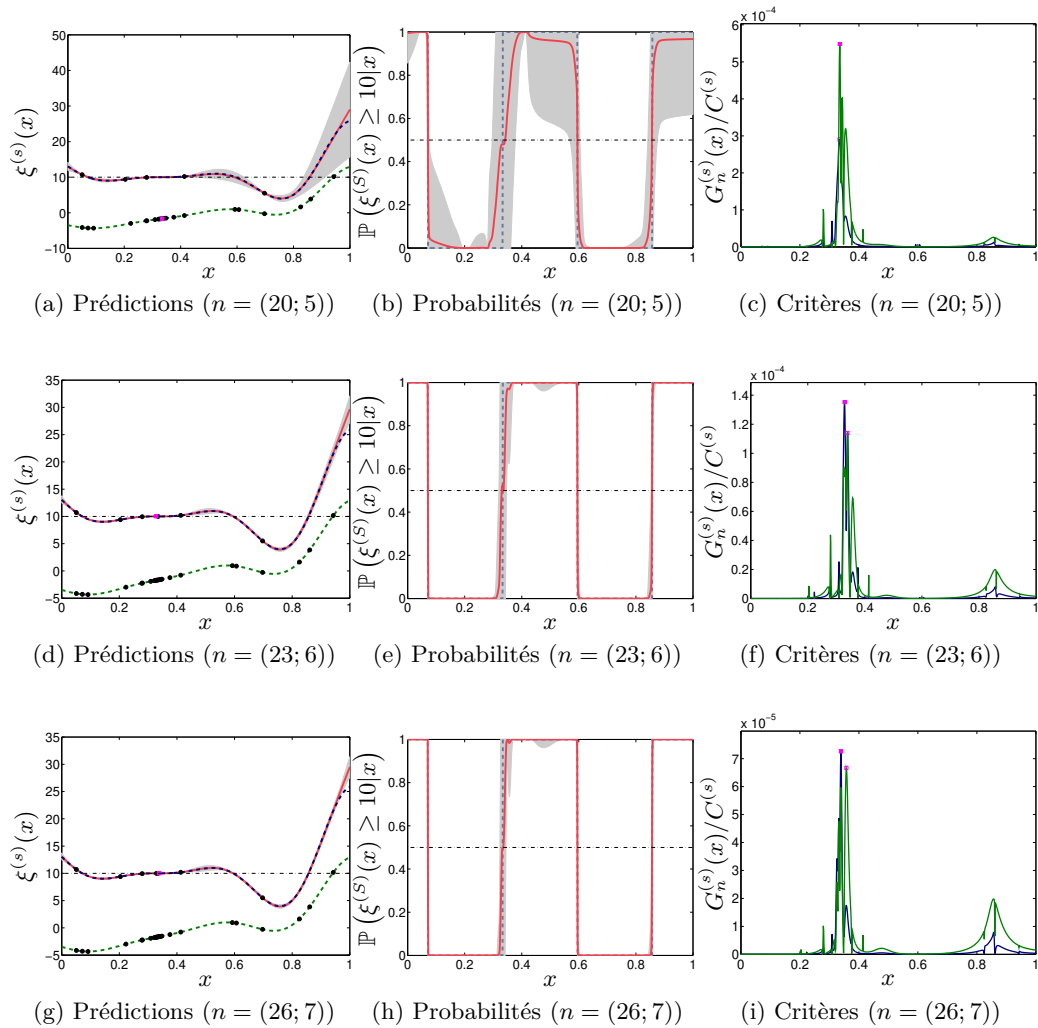 x 10⁻⁴
50
40
30
20
10
0
−10
ξ^(s)(x)
0 0.2 0.4 0.6 0.8 1
x
1
0.8
0.6
0.4
0.2
0
ℙ (ξ^(S)(x) ≥ 10|x)
0 0.2 0.4 0.6 0.8 1
x
6
5
4
3
2
1
0
G_n^(s)(x)/C^(s)
0 0.2 0.4 0.6 0.8 1
x
(a) Prédictions (n = (20; 5))
(b) Probabilités (n = (20; 5))
(c) Critères (n = (20; 5))
x 10⁻⁴
35
30
25
20
15
10
5
0
−5
ξ^(s)(x)
0 0.2 0.4 0.6 0.8 1
x
1
0.8
0.6
0.4
0.2
0
ℙ (ξ^(S)(x) ≥ 10|x)
0 0.2 0.4 0.6 0.8 1
x
1.4
1.2
1
0.8
0.6
0.4
0.2
0
G_n^(s)(x)/C^(s)
0 0.2 0.4 0.6 0.8 1
x
(d) Prédictions (n = (23; 6))
(e) Probabilités (n = (23; 6))
(f) Critères (n = (23; 6))
x 10⁻⁵
35
30
25
20
15
10
5
0
−5
ξ^(s)(x)
0 0.2 0.4 0.6 0.8 1
x
1
0.8
0.6
0.4
0.2
0
ℙ (ξ^(S)(x) ≥ 10|x)
0 0.2 0.4 0.6 0.8 1
x
7
6
5
4
3
2
1
0
G_n^(s)(x)/C^(s)
0 0.2 0.4 0.6 0.8 1
x
(g) Prédictions (n = (26; 7))
(h) Probabilités (n = (26; 7))
(i) Critères (n = (26; 7))